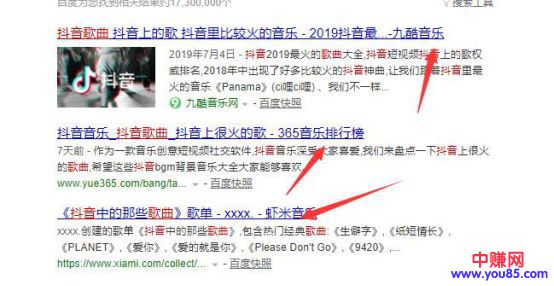 百度为您找到相关结果约17,300,000个
搜索工具
抖音歌曲 抖音上的歌 抖音里比较火的音乐 - 2019抖音最...-九酷音乐
2019年7月4日 - 抖音2019最火的歌曲大全,抖音短视频抖音上的歌权
威排名,2018年中出现了好多比较火的抖音神曲,让我们跟着抖音里最
火的音乐《Panama》(ci哩ci哩)、我们不一样...
抖音
九酷音乐网 - 百度快照
抖音音乐_抖音歌曲_抖音上很火的歌 - 365音乐排行榜
7天前 - 作为一款音乐创意短视频社交软件,抖音音乐深受大家喜爱,我们来盘点一下抖音上很火
的歌曲,希望这些抖音bgm背景音乐大全大家能够喜欢。
www.yue365.com/bang/ta... - 百度快照
《抖音中的那些歌曲》歌单 - xxxx. - 虾米音乐
xxxx.创建的歌单《抖音中的那些歌曲》,包含热门经典歌曲:《生僻字》,《纸短情长》,
《PLANET》,《爱你》,《爱的就是你》,《Please Don't Go》,《9420》,...
https://www.xiami.com/collect/... - 百度快照
中赚网
www.you85.com